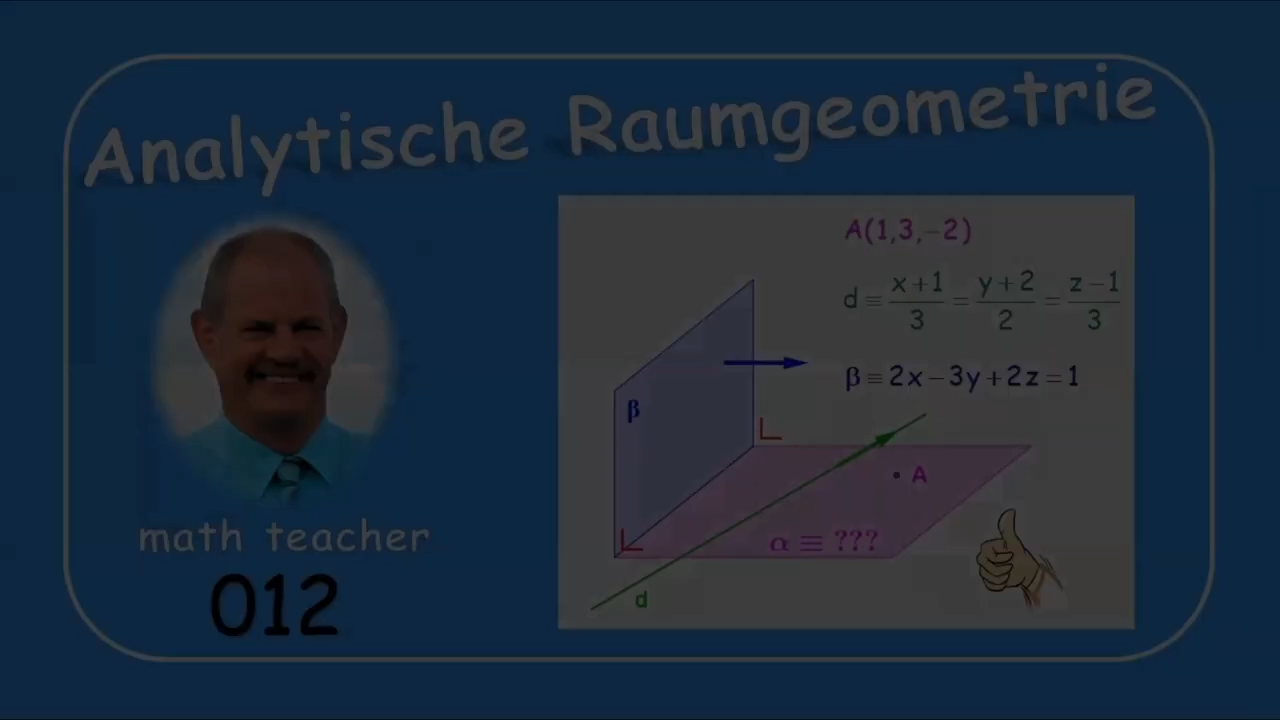 Analytische Raumgeometrie
A(1,3,−2)
d ≡ x+1/3 = y+2/2 = z−1/3
β ≡ 2x−3y+2z=1
β
A
α ≡ ???
d
math teacher
012